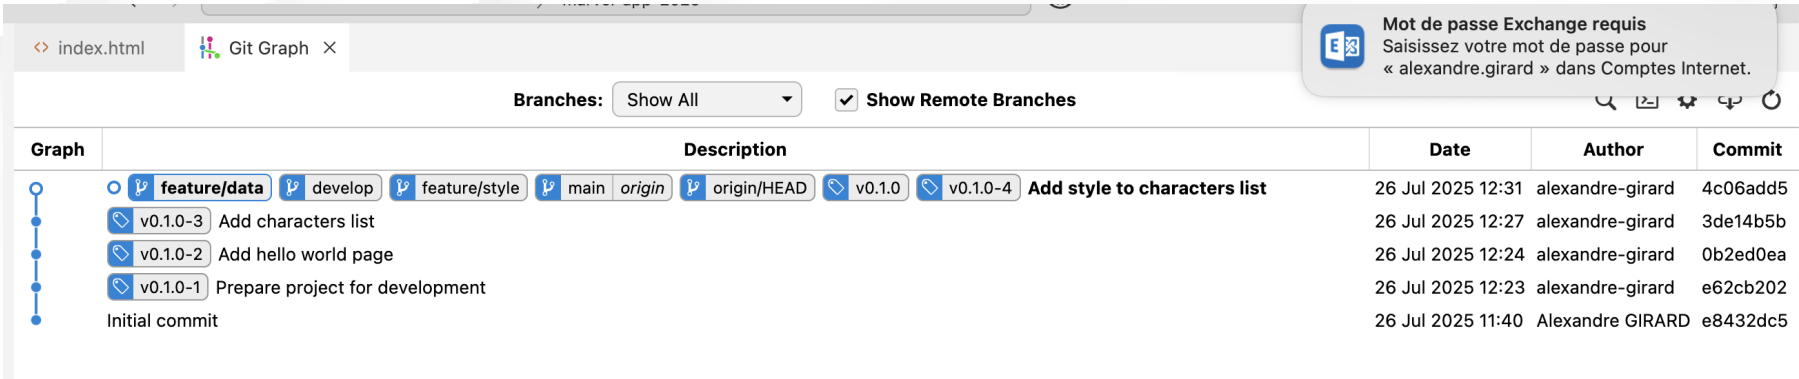 index.html
Git Graph
Mot de passe Exchange requis
Saisissez votre mot de passe pour
« alexandre.girard » dans Comptes Internet.
Branches: Show All Show Remote Branches
Graph Description Date Author Commit
feature/data develop feature/style main origin origin/HEAD v0.1.0 v0.1.0-4 Add style to characters list 26 Jul 2025 12:31 alexandre-girard 4c06add5
v0.1.0-3 Add characters list 26 Jul 2025 12:27 alexandre-girard 3de14b5b
v0.1.0-2 Add hello world page 26 Jul 2025 12:24 alexandre-girard 0b2ed0ea
v0.1.0-1 Prepare project for development 26 Jul 2025 12:23 alexandre-girard e62cb202
Initial commit 26 Jul 2025 11:40 Alexandre GIRARD e8432dc5